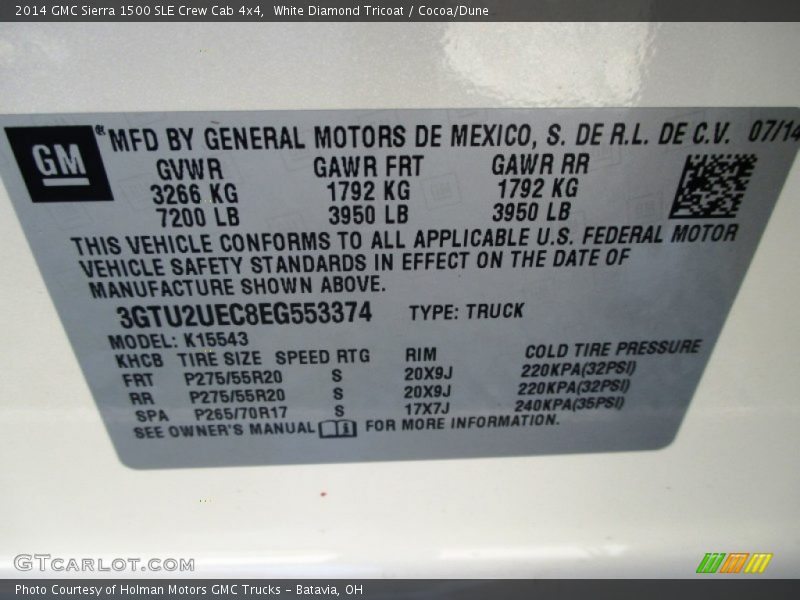 2014 GMC Sierra 1500 SLE Crew Cab 4x4,  White Diamond Tricoat / Cocoa/Dune
GM ® MFD BY GENERAL MOTORS DE MEXICO, S. DE R.L. DE C.V. 07/14
GVWR GAWR FRT GAWR RR
3266 KG 1792 KG 1792 KG
7200 LB 3950 LB 3950 LB
THIS VEHICLE CONFORMS TO ALL APPLICABLE U.S. FEDERAL MOTOR
VEHICLE SAFETY STANDARDS IN EFFECT ON THE DATE OF
MANUFACTURE SHOWN ABOVE.
3GTU2UEC8EG553374 TYPE: TRUCK
MODEL: K15543
KHCB TIRE SIZE SPEED RTG RIM COLD TIRE PRESSURE
FRT P275/55R20 S 20X9J 220KPA(32PSI)
RR P275/55R20 S 20X9J 220KPA(32PSI)
SPA P265/70R17 S 17X7J 240KPA(35PSI)
SEE OWNER'S MANUAL FOR MORE INFORMATION.
GTCARLOT.COM
Photo Courtesy of Holman Motors GMC Trucks - Batavia, OH